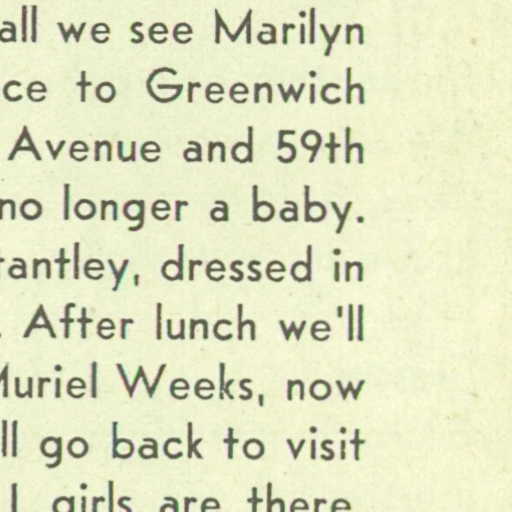 all we see Marilyn
ce to Greenwich
Avenue and 59th
no longer a baby.
antley, dressed in
. After lunch we'll
Muriel Weeks, now
ll go back to visit
l girls are there